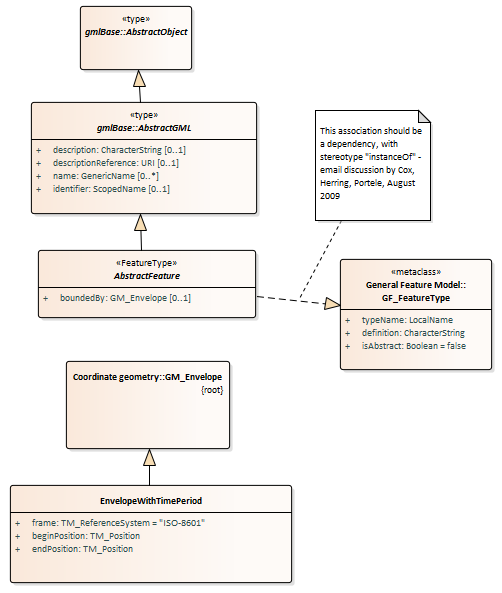 «type»
gmlBase::AbstractObject
«type»
gmlBase::AbstractGML
+ description: CharacterString [0..1]
+ descriptionReference: URI [0..1]
+ name: GenericName [0..*]
+ identifier: ScopedName [0..1]
This association should be
a dependency, with
stereotype "instanceOf" -
email discussion by Cox,
Herring, Portele, August
2009
«FeatureType»
AbstractFeature
+ boundedBy: GM_Envelope [0..1]
«metaclass»
General Feature Model::
GF_FeatureType
+ typeName: LocalName
+ definition: CharacterString
+ isAbstract: Boolean = false
Coordinate geometry::GM_Envelope
{root}
EnvelopeWithTimePeriod
+ frame: TM_ReferenceSystem = "ISO-8601"
+ beginPosition: TM_Position
+ endPosition: TM_Position